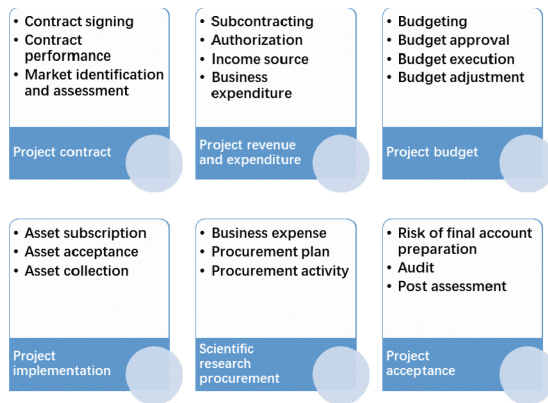 • Contract signing
• Contract
performance
• Market identification
and assessment
Project contract
• Subcontracting
• Authorization
• Income source
• Business
expenditure
Project revenue
and expenditure
• Budgeting
• Budget approval
• Budget execution
• Budget adjustment
Project budget
• Asset subscription
• Asset acceptance
• Asset collection
Project
implementation
• Business expense
• Procurement plan
• Procurement activity
Scientific
research
procurement
• Risk of final account
preparation
• Audit
• Post assessment
Project
acceptance